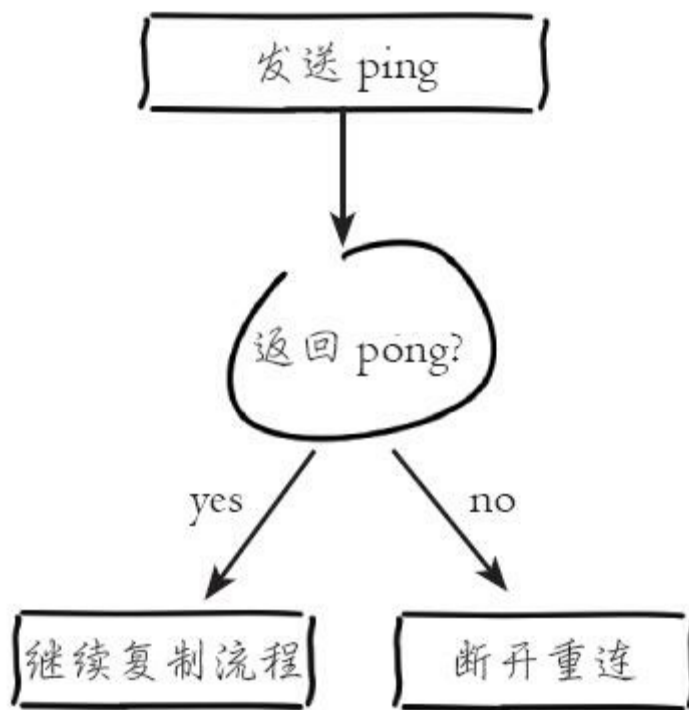 发送 ping
返回 pong?
yes
no
继续复制流程
断开重连